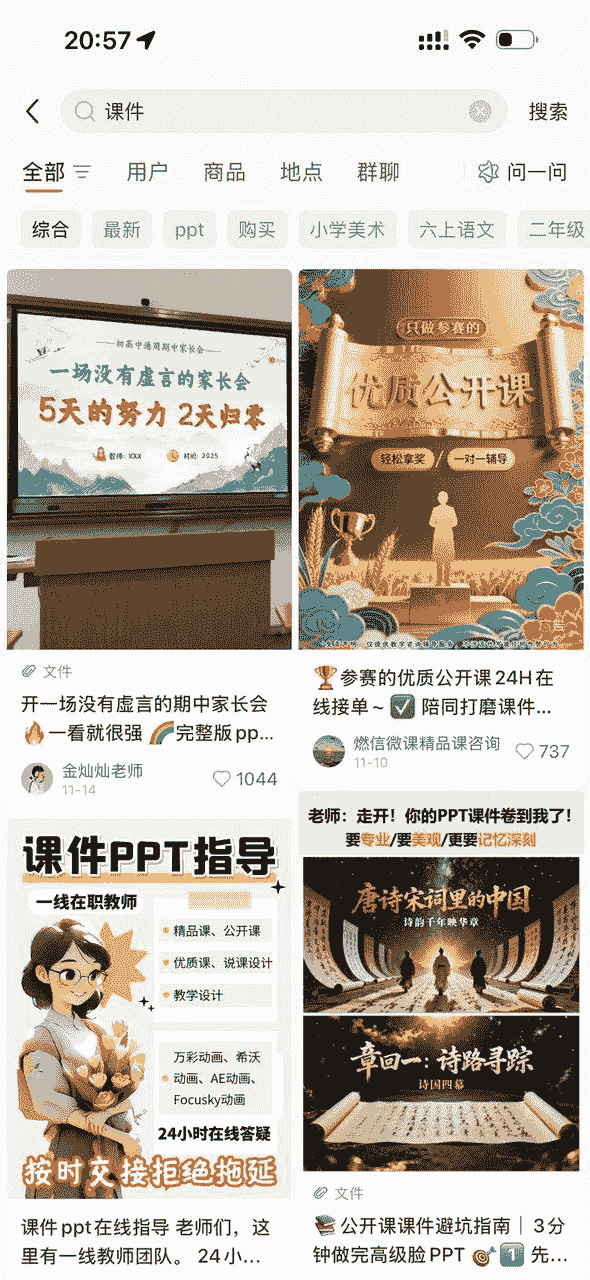 20:57
课件
搜索
全部
用户
商品
地点
群聊
问一问
综合
最新
ppt
购买
小学美术
六上语文
二年级
初高中通用期中家长会
一场没有虚言的家长会
5天的努力 2天归零
教师: XXX
时间: 2025
文件
开一场没有虚言的期中家长会
🔥一看就很强 🌈完整版pp...
金灿灿老师
11-14
1044
只做参赛的
优质公开课
轻松拿奖 / 一对一辅导
🏆参赛的优质公开课24H在
线接单~ ☑️ 陪同打磨课件...
燃信微课精品课咨询
11-10
737
课件PPT指导
一线在职教师
精品课、公开课
优质课、说课设计
教学设计
万彩动画、希沃
动画、AE动画、
Focusky动画
24小时在线答疑
按时交接拒绝拖延
课件ppt在线指导 老师们，这
里有一线教师团队。 24小...
老师：走开！你的PPT课件卷到我了！
要专业/要美观/更要记忆深刻
唐诗宋词里的中国
诗韵千年映华章
章回一：诗路寻踪
诗国四幕
文件
📚公开课课件避坑指南｜3分
钟做完高级脸PPT 🎯1️⃣ 先...